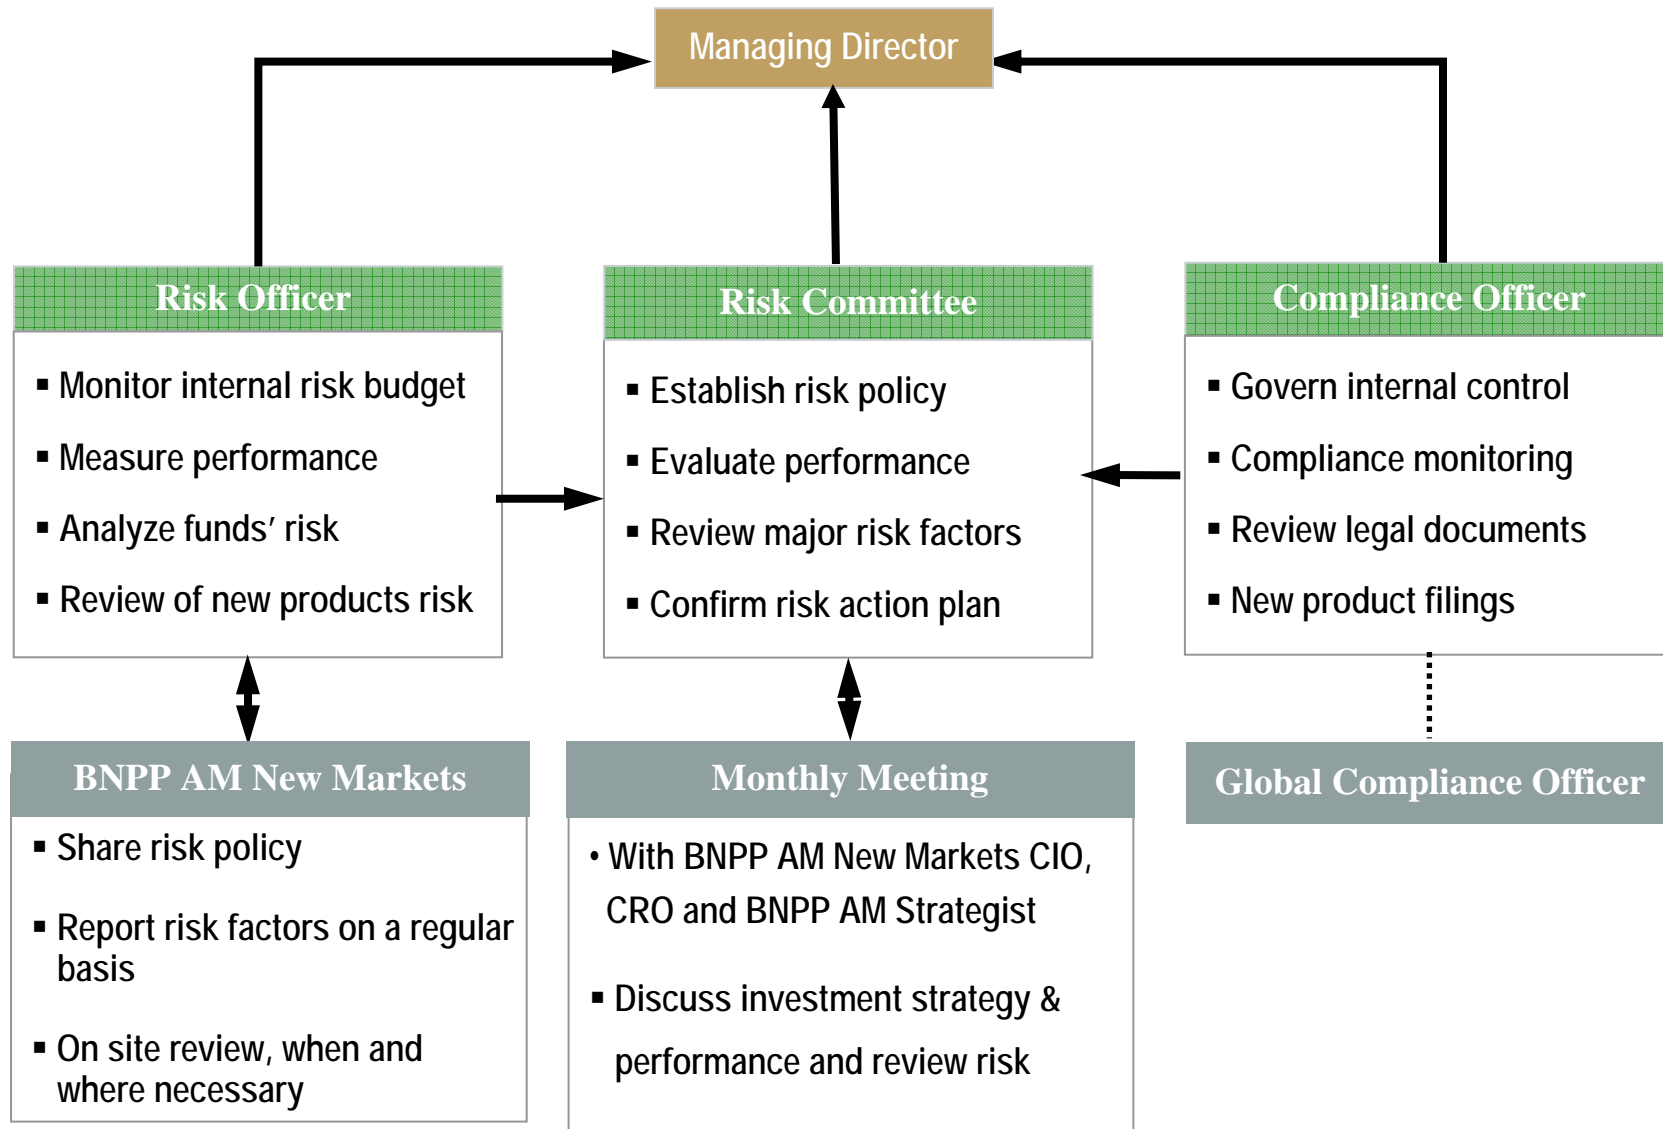 Managing Director
Risk Officer
▪ Monitor internal risk budget
▪ Measure performance
▪ Analyze funds’ risk
▪ Review of new products risk
Risk Committee
▪ Establish risk policy
▪ Evaluate performance
▪ Review major risk factors
▪ Confirm risk action plan
Compliance Officer
▪ Govern internal control
▪ Compliance monitoring
▪ Review legal documents
▪ New product filings
BNPP AM New Markets
▪ Share risk policy
▪ Report risk factors on a regular
basis
▪ On site review, when and
where necessary
Monthly Meeting
• With BNPP AM New Markets CIO,
CRO and BNPP AM Strategist
▪ Discuss investment strategy &
performance and review risk
Global Compliance Officer